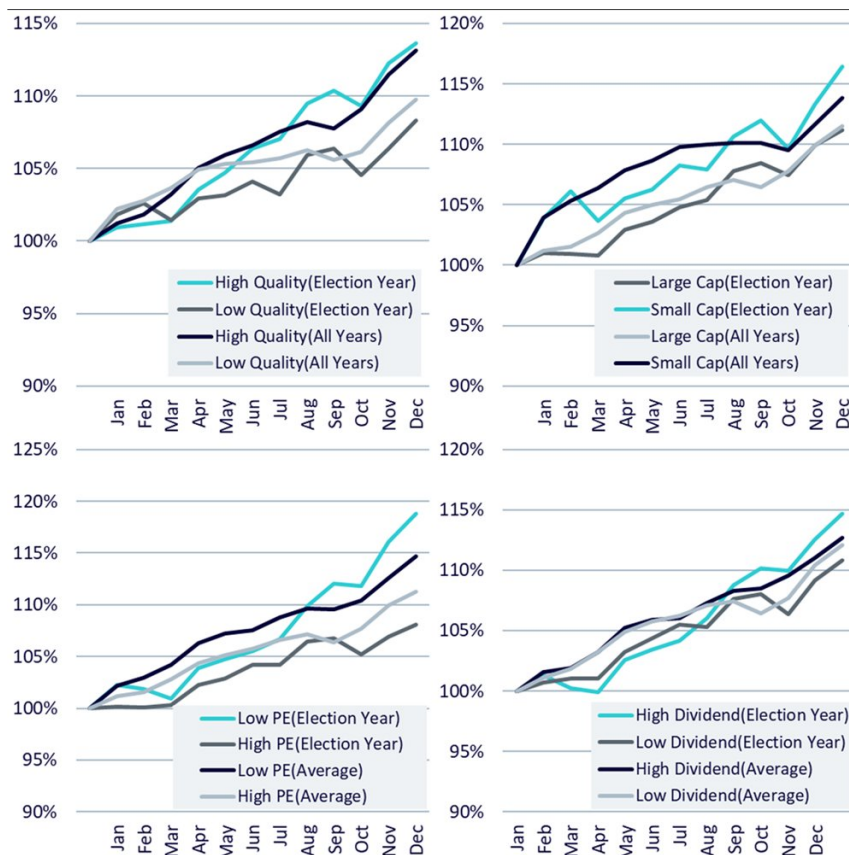 115%
110%
105%
100%
95%
90%
High Quality(Election Year)
Low Quality(Election Year)
High Quality(All Years)
Low Quality(All Years)
Jan
Feb
Mar
Apr
May
Jun
Jul
Aug
Sep
Oct
Nov
Dec
120%
115%
110%
105%
100%
95%
90%
Large Cap(Election Year)
Small Cap(Election Year)
Large Cap(All Years)
Small Cap(All Years)
Jan
Feb
Mar
Apr
May
Jun
Jul
Aug
Sep
Oct
Nov
Dec
125%
120%
115%
110%
105%
100%
95%
90%
Low PE(Election Year)
High PE(Election Year)
Low PE(Average)
High PE(Average)
Jan
Feb
Mar
Apr
May
Jun
Jul
Aug
Sep
Oct
Nov
Dec
120%
115%
110%
105%
100%
95%
90%
High Dividend(Election Year)
Low Dividend(Election Year)
High Dividend(Average)
Low Dividend(Average)
Jan
Jan
Feb
Mar
Apr
May
Jun
Jul
Aug
Sep
Oct
Nov
Dec